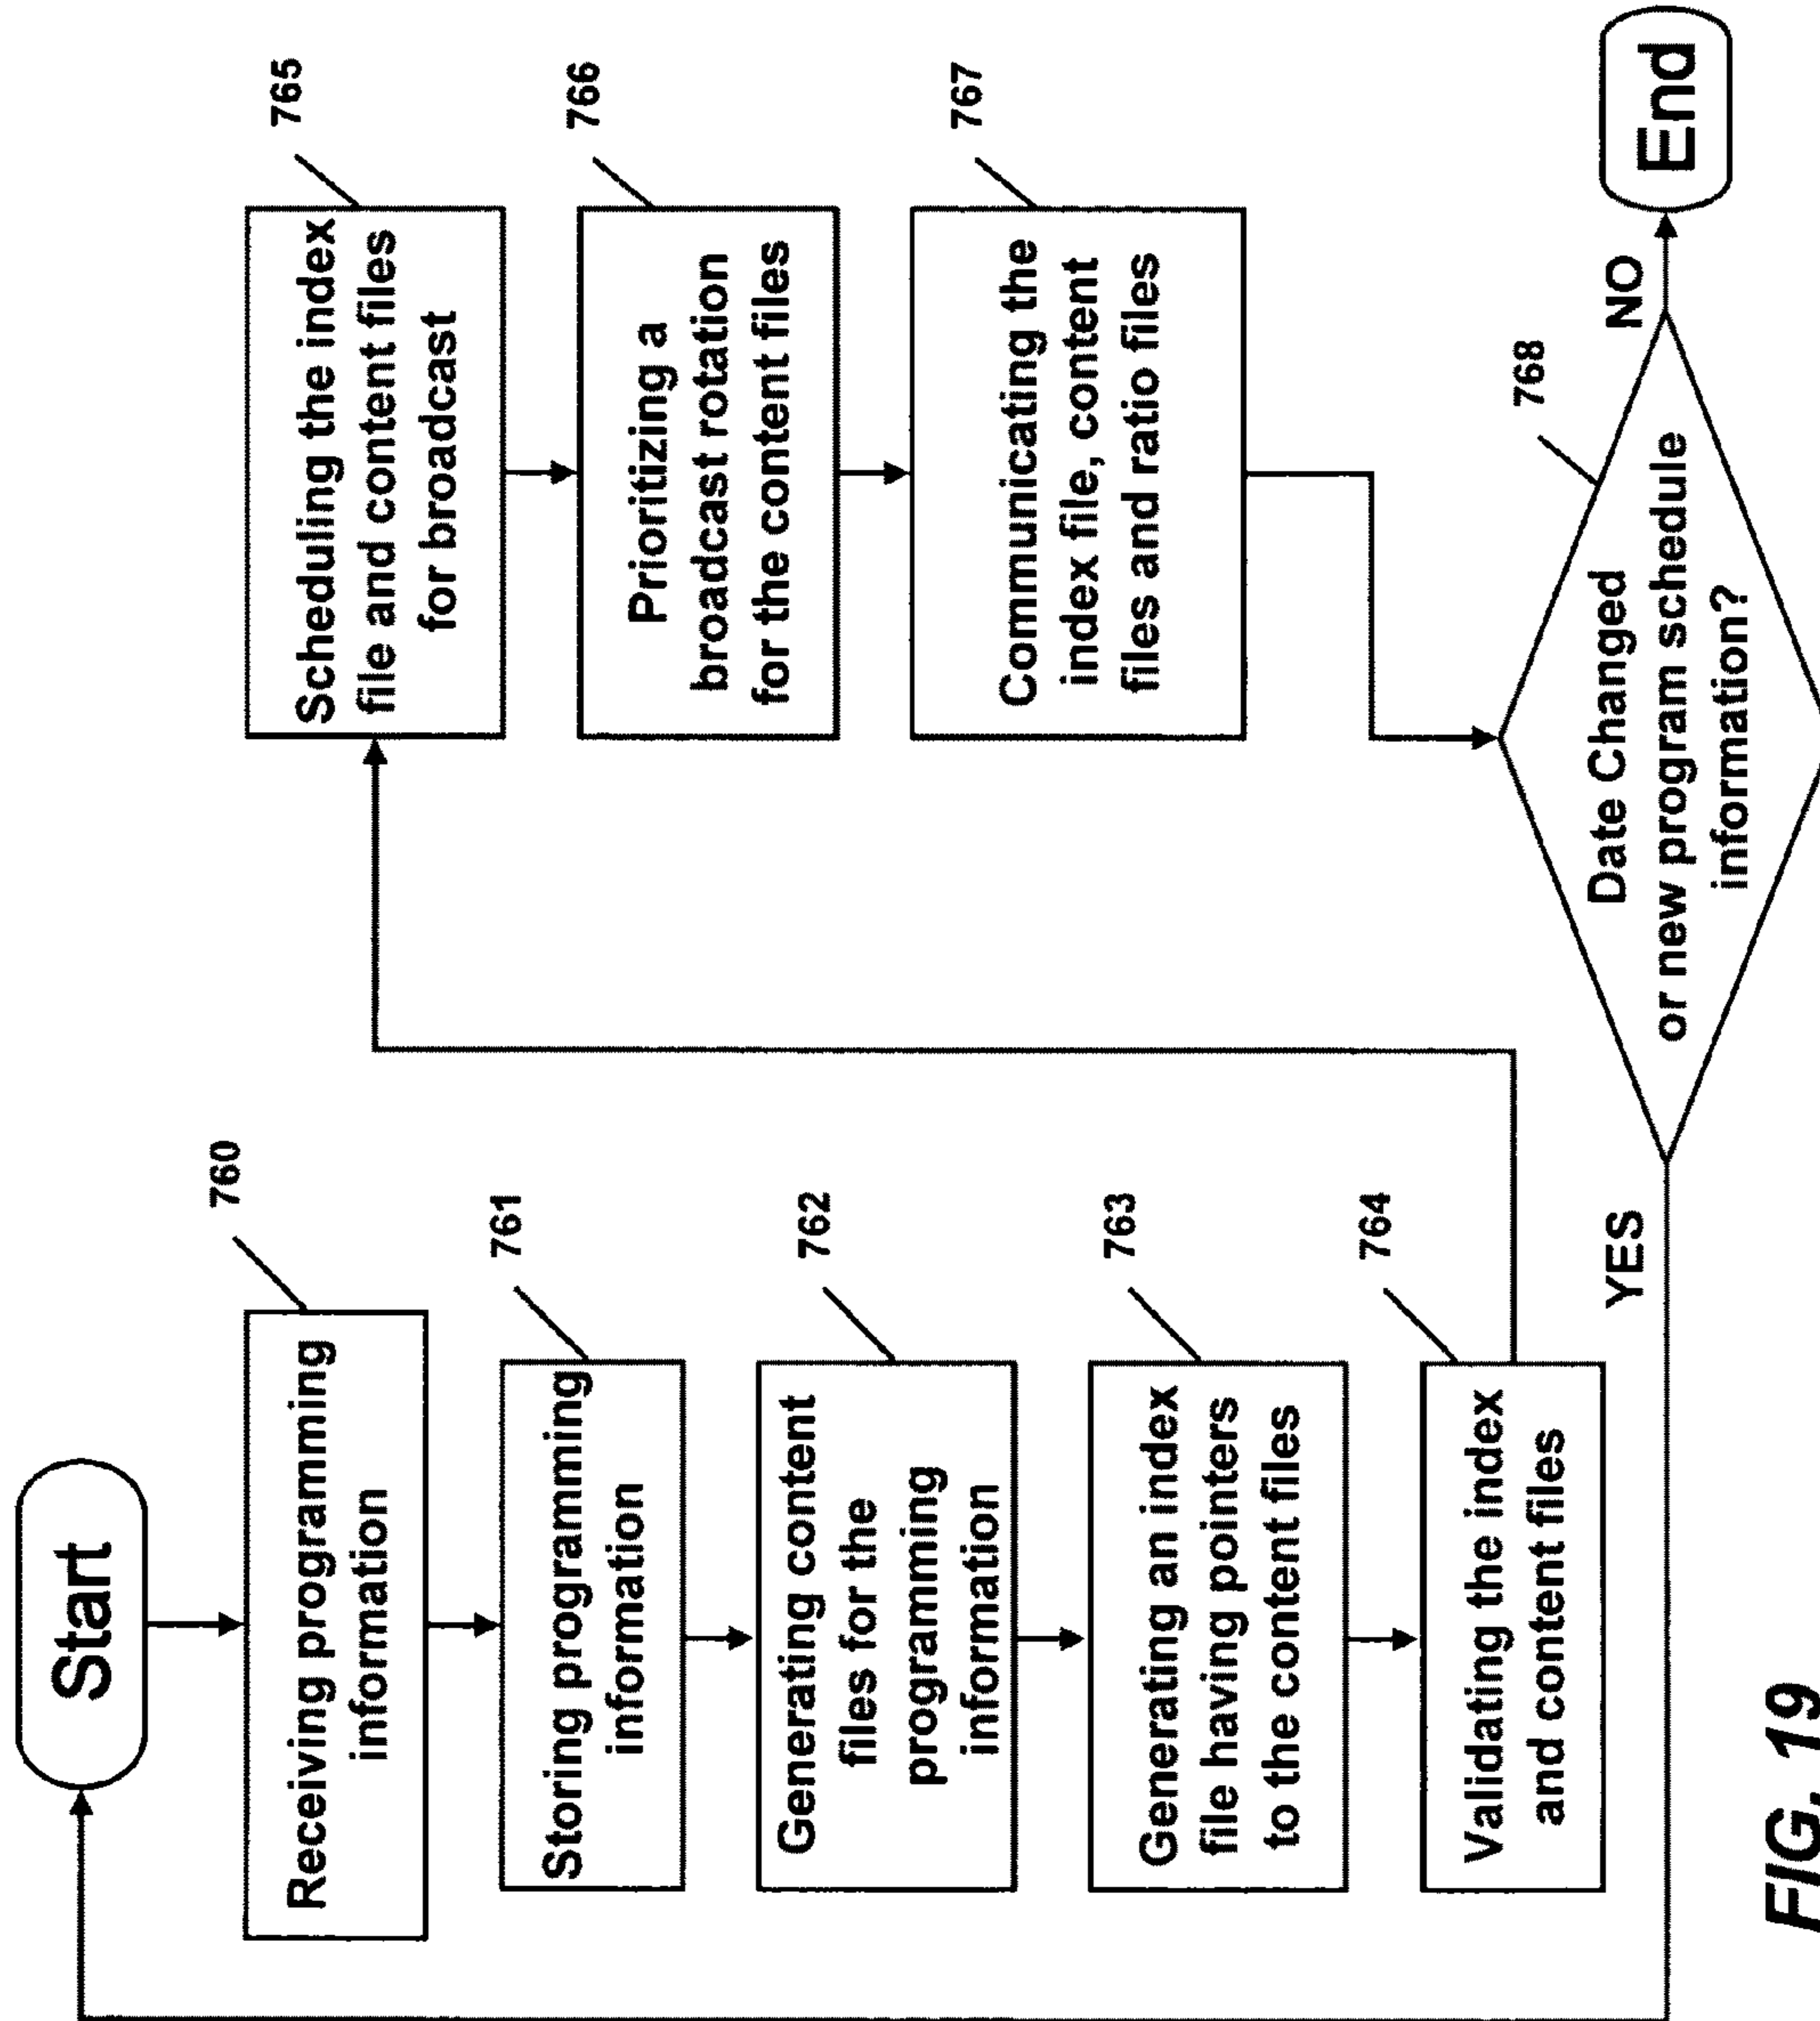 Start
760
Receiving programming
information
761
Storing programming
information
762
Generating content
files for the
programming
information
763
Generating an index
file having pointers
to the content files
764
Validating the index
and content files
765
Scheduling the index
file and content files
for broadcast
766
Prioritizing a
broadcast rotation
for the content files
767
Communicating the
index file, content
files and ratio files
768
Date Changed
or new program schedule
information?
YES
NO
End
FIG. 19